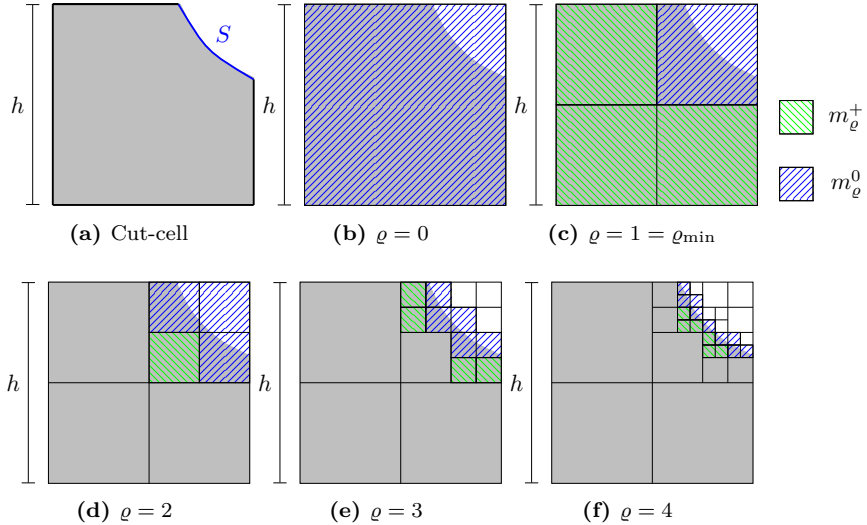 S
h
h
h
m_ϱ^+
m_ϱ^0
(a) Cut-cell
(b) ϱ = 0
(c) ϱ = 1 = ϱ_min
h
h
h
(d) ϱ = 2
(e) ϱ = 3
(f) ϱ = 4